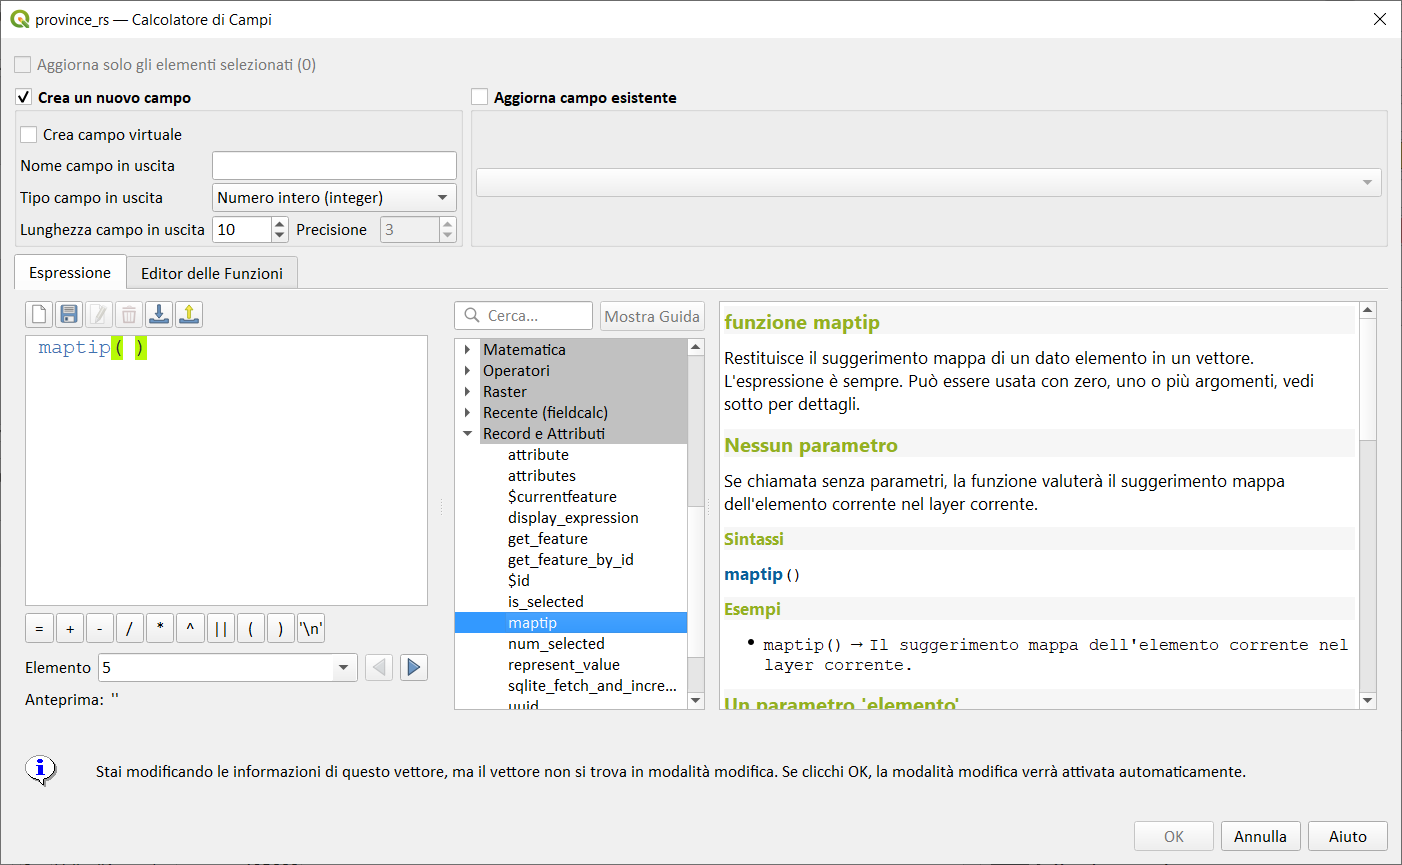 province_rs — Calcolatore di Campi
Aggiorna solo gli elementi selezionati (0)
Crea un nuovo campo
Aggiorna campo esistente
Crea campo virtuale
Nome campo in uscita
Tipo campo in uscita Numero intero (integer)
Lunghezza campo in uscita 10 Precisione 3
Espressione Editor delle Funzioni
maptip( )
= + - / * ^ || ( ) '\n'
Elemento 5
Anteprima: ''
Cerca... Mostra Guida
Matematica
Operatori
Raster
Recente (fieldcalc)
Record e Attributi
attribute
attributes
$currentfeature
display_expression
get_feature
get_feature_by_id
$id
is_selected
maptip
num_selected
represent_value
sqlite_fetch_and_incre...
uuid
funzione maptip
Restituisce il suggerimento mappa di un dato elemento in un vettore.
L'espressione è sempre. Può essere usata con zero, uno o più argomenti, vedi
sotto per dettagli.
Nessun parametro
Se chiamata senza parametri, la funzione valuterà il suggerimento mappa
dell'elemento corrente nel layer corrente.
Sintassi
maptip()
Esempi
• maptip() → Il suggerimento mappa dell'elemento corrente nel
layer corrente.
Un parametro 'elemento'
Stai modificando le informazioni di questo vettore, ma il vettore non si trova in modalità modifica. Se clicchi OK, la modalità modifica verrà attivata automaticamente.
OK Annulla Aiuto